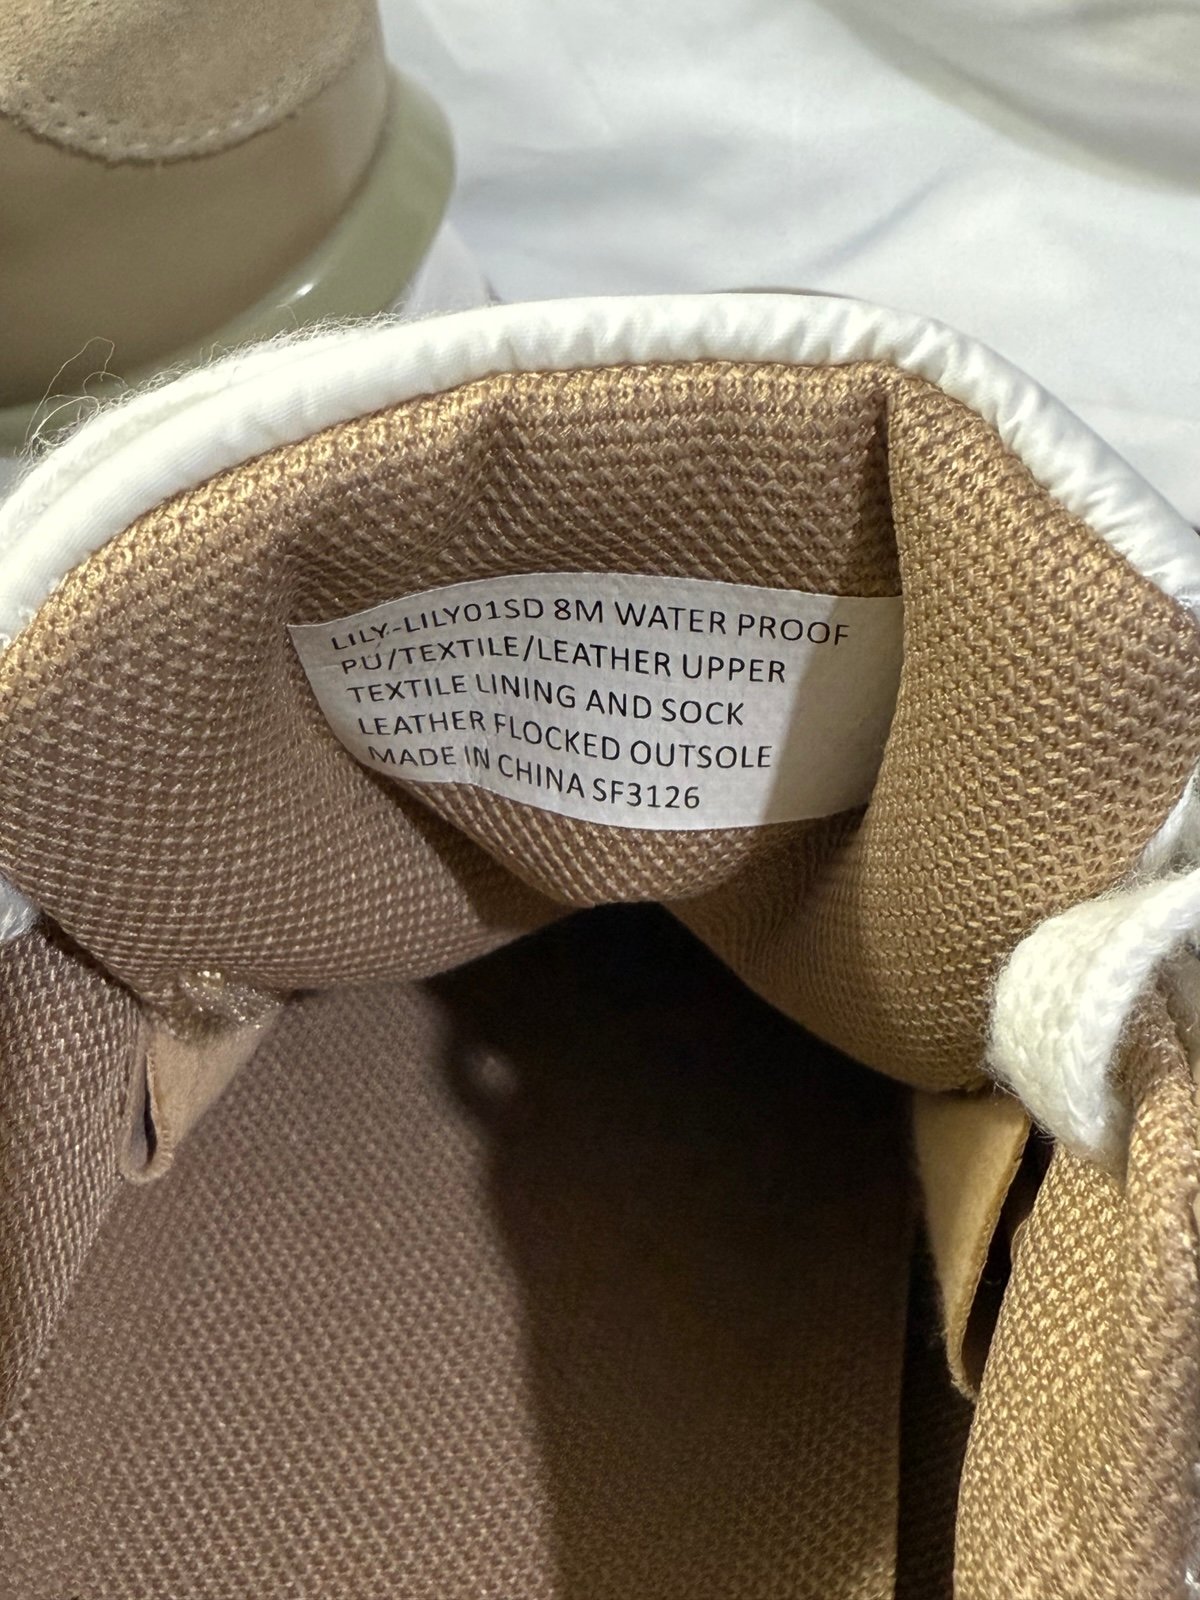 LILY-LILY01SD 8M WATER PROOF
PU/TEXTILE/LEATHER UPPER
TEXTILE LINING AND SOCK
LEATHER FLOCKED OUTSOLE
MADE IN CHINA SF3126